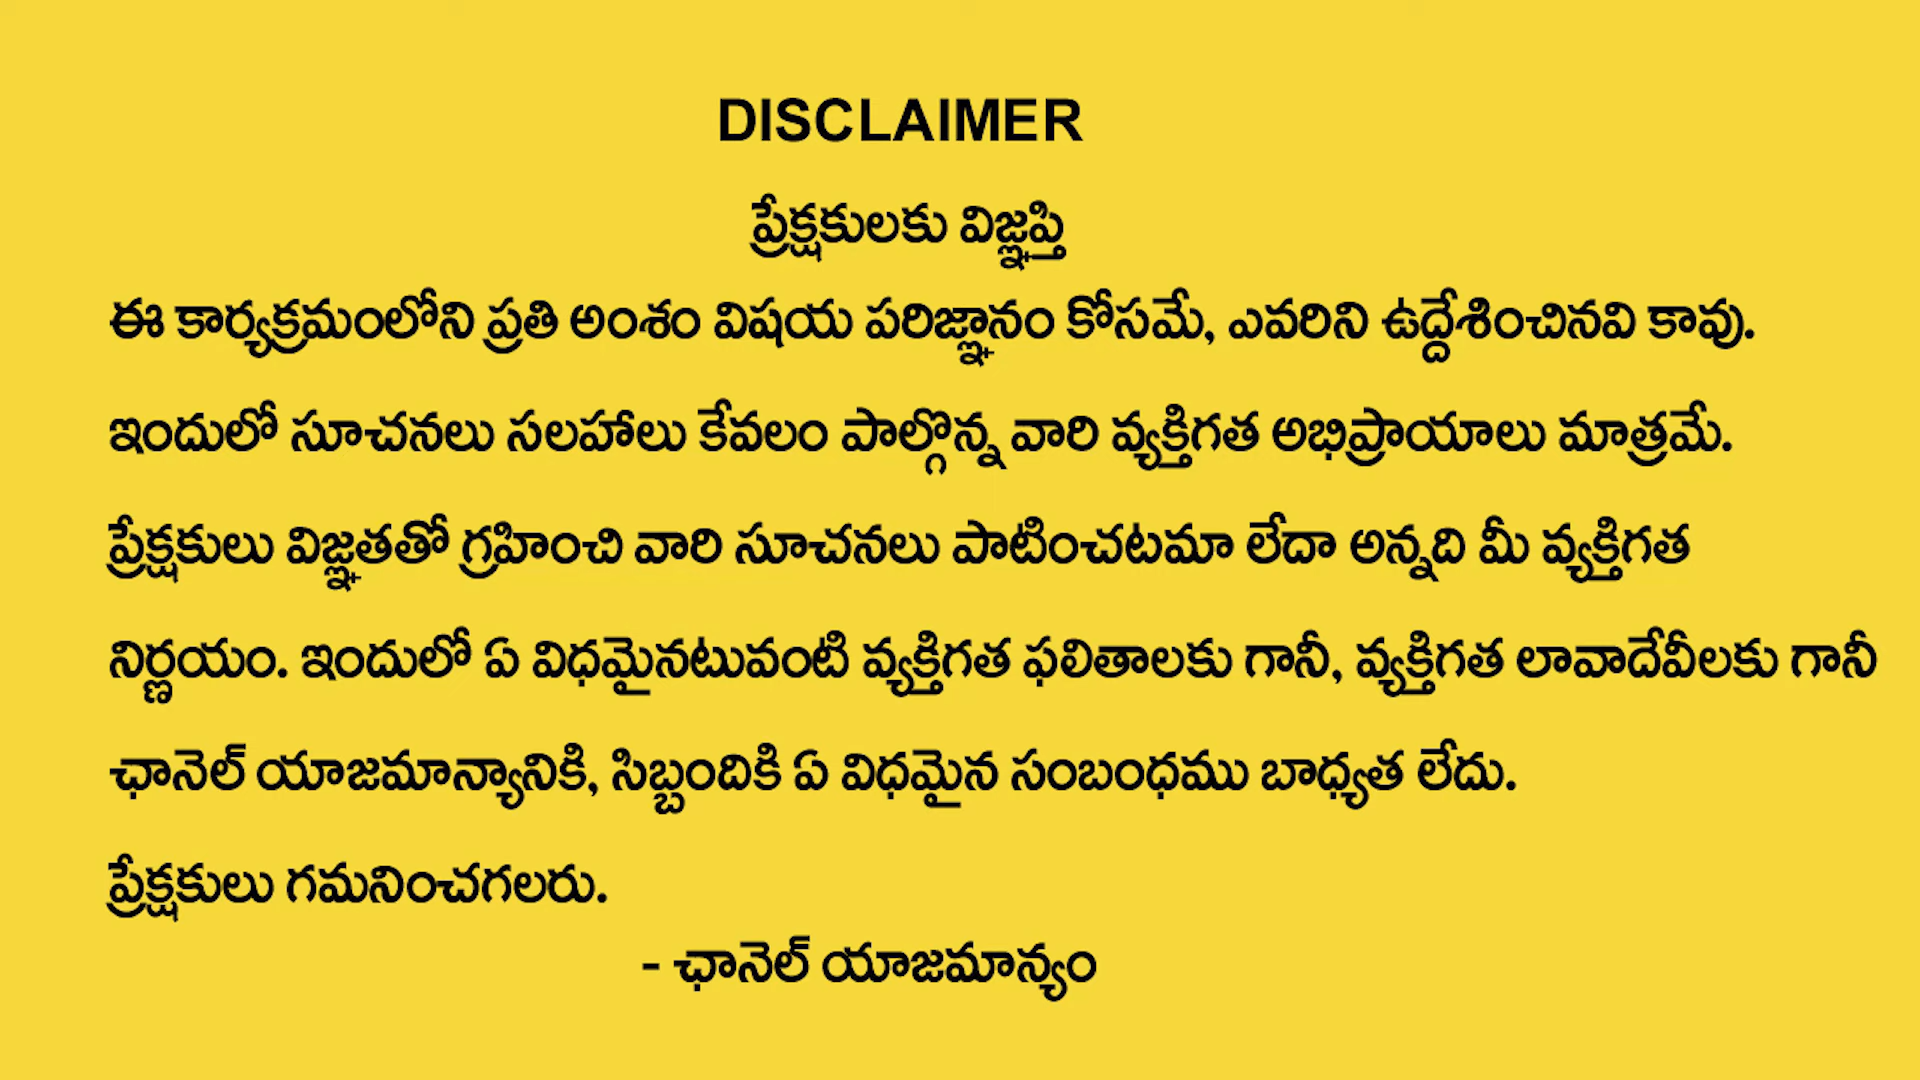 DISCLAIMER
ప్రేక్షకులకు విజ్ఞప్తి
ఈ కార్యక్రమంలోని ప్రతి అంశం విషయ పరిజ్ఞానం కోసమే, ఎవరిని ఉద్దేశించినవి కావు.
ఇందులో సూచనలు సలహాలు కేవలం పాల్గొన్న వారి వ్యక్తిగత అభిప్రాయాలు మాత్రమే.
ప్రేక్షకులు విజ్ఞతతో గ్రహించి వారి సూచనలు పాటించటమా లేదా అన్నది మీ వ్యక్తిగత
నిర్ణయం. ఇందులో ఏ విధమైనటువంటి వ్యక్తిగత ఫలితాలకు గానీ, వ్యక్తిగత లావాదేవీలకు గానీ
ఛానెల్ యాజమాన్యానికి, సిబ్బందికి ఏ విధమైన సంబంధము బాధ్యత లేదు.
ప్రేక్షకులు గమనించగలరు.
- ఛానెల్ యాజమాన్యం